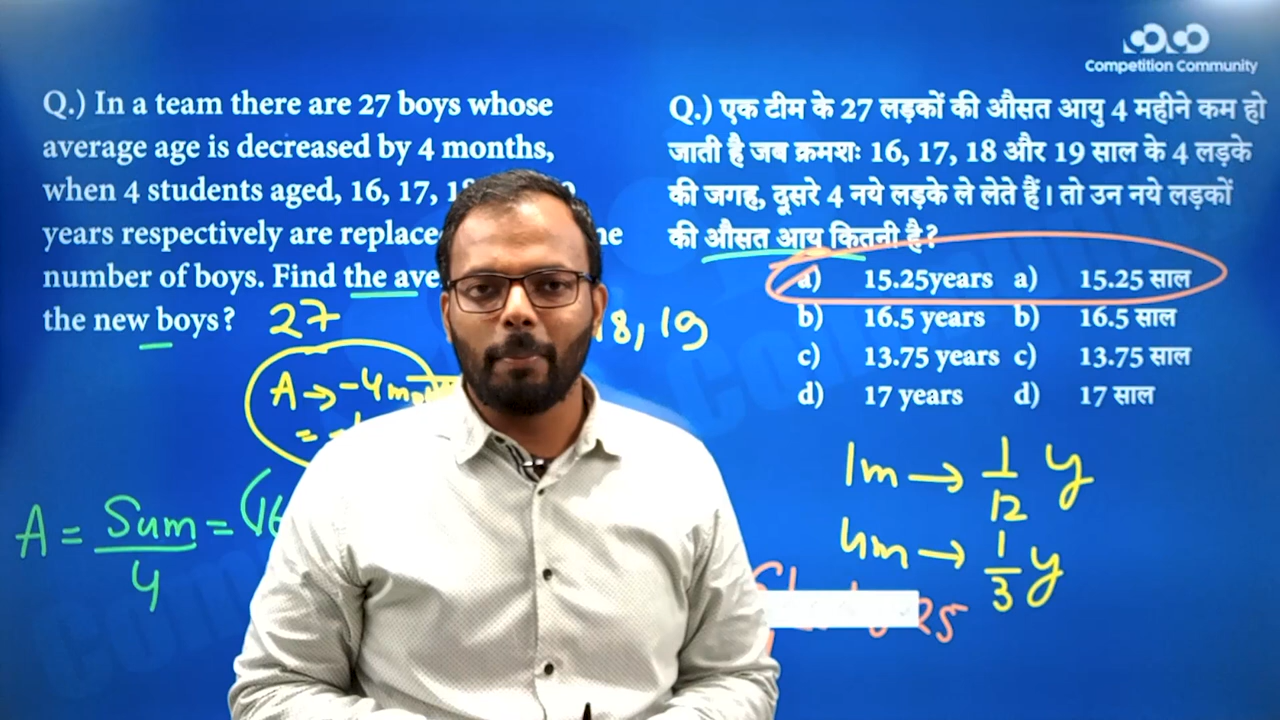 Competition Community
Q.) In a team there are 27 boys whose
average age is decreased by 4 months,
when 4 students aged, 16, 17,
years respectively are
number of boys. Find the
the new boys?
Q.) एक टीम के 27 लड़कों की औसत आयु 4 महीने कम हो
जाती है जब क्रमशः 16, 17, 18 और 19 साल के 4 लड़के
की जगह, दूसरे 4 नये लड़के ले लेते हैं। तो उन नये लड़कों
की औसत आयु कितनी है?
a) 15.25years a) 15.25 साल
b) 16.5 years b) 16.5 साल
c) 13.75 years c) 13.75 साल
d) 17 years d) 17 साल
27
18, 19
A → -4
A = Sum/4 = (16
1m → 1/12 y
4m → 1/3 y